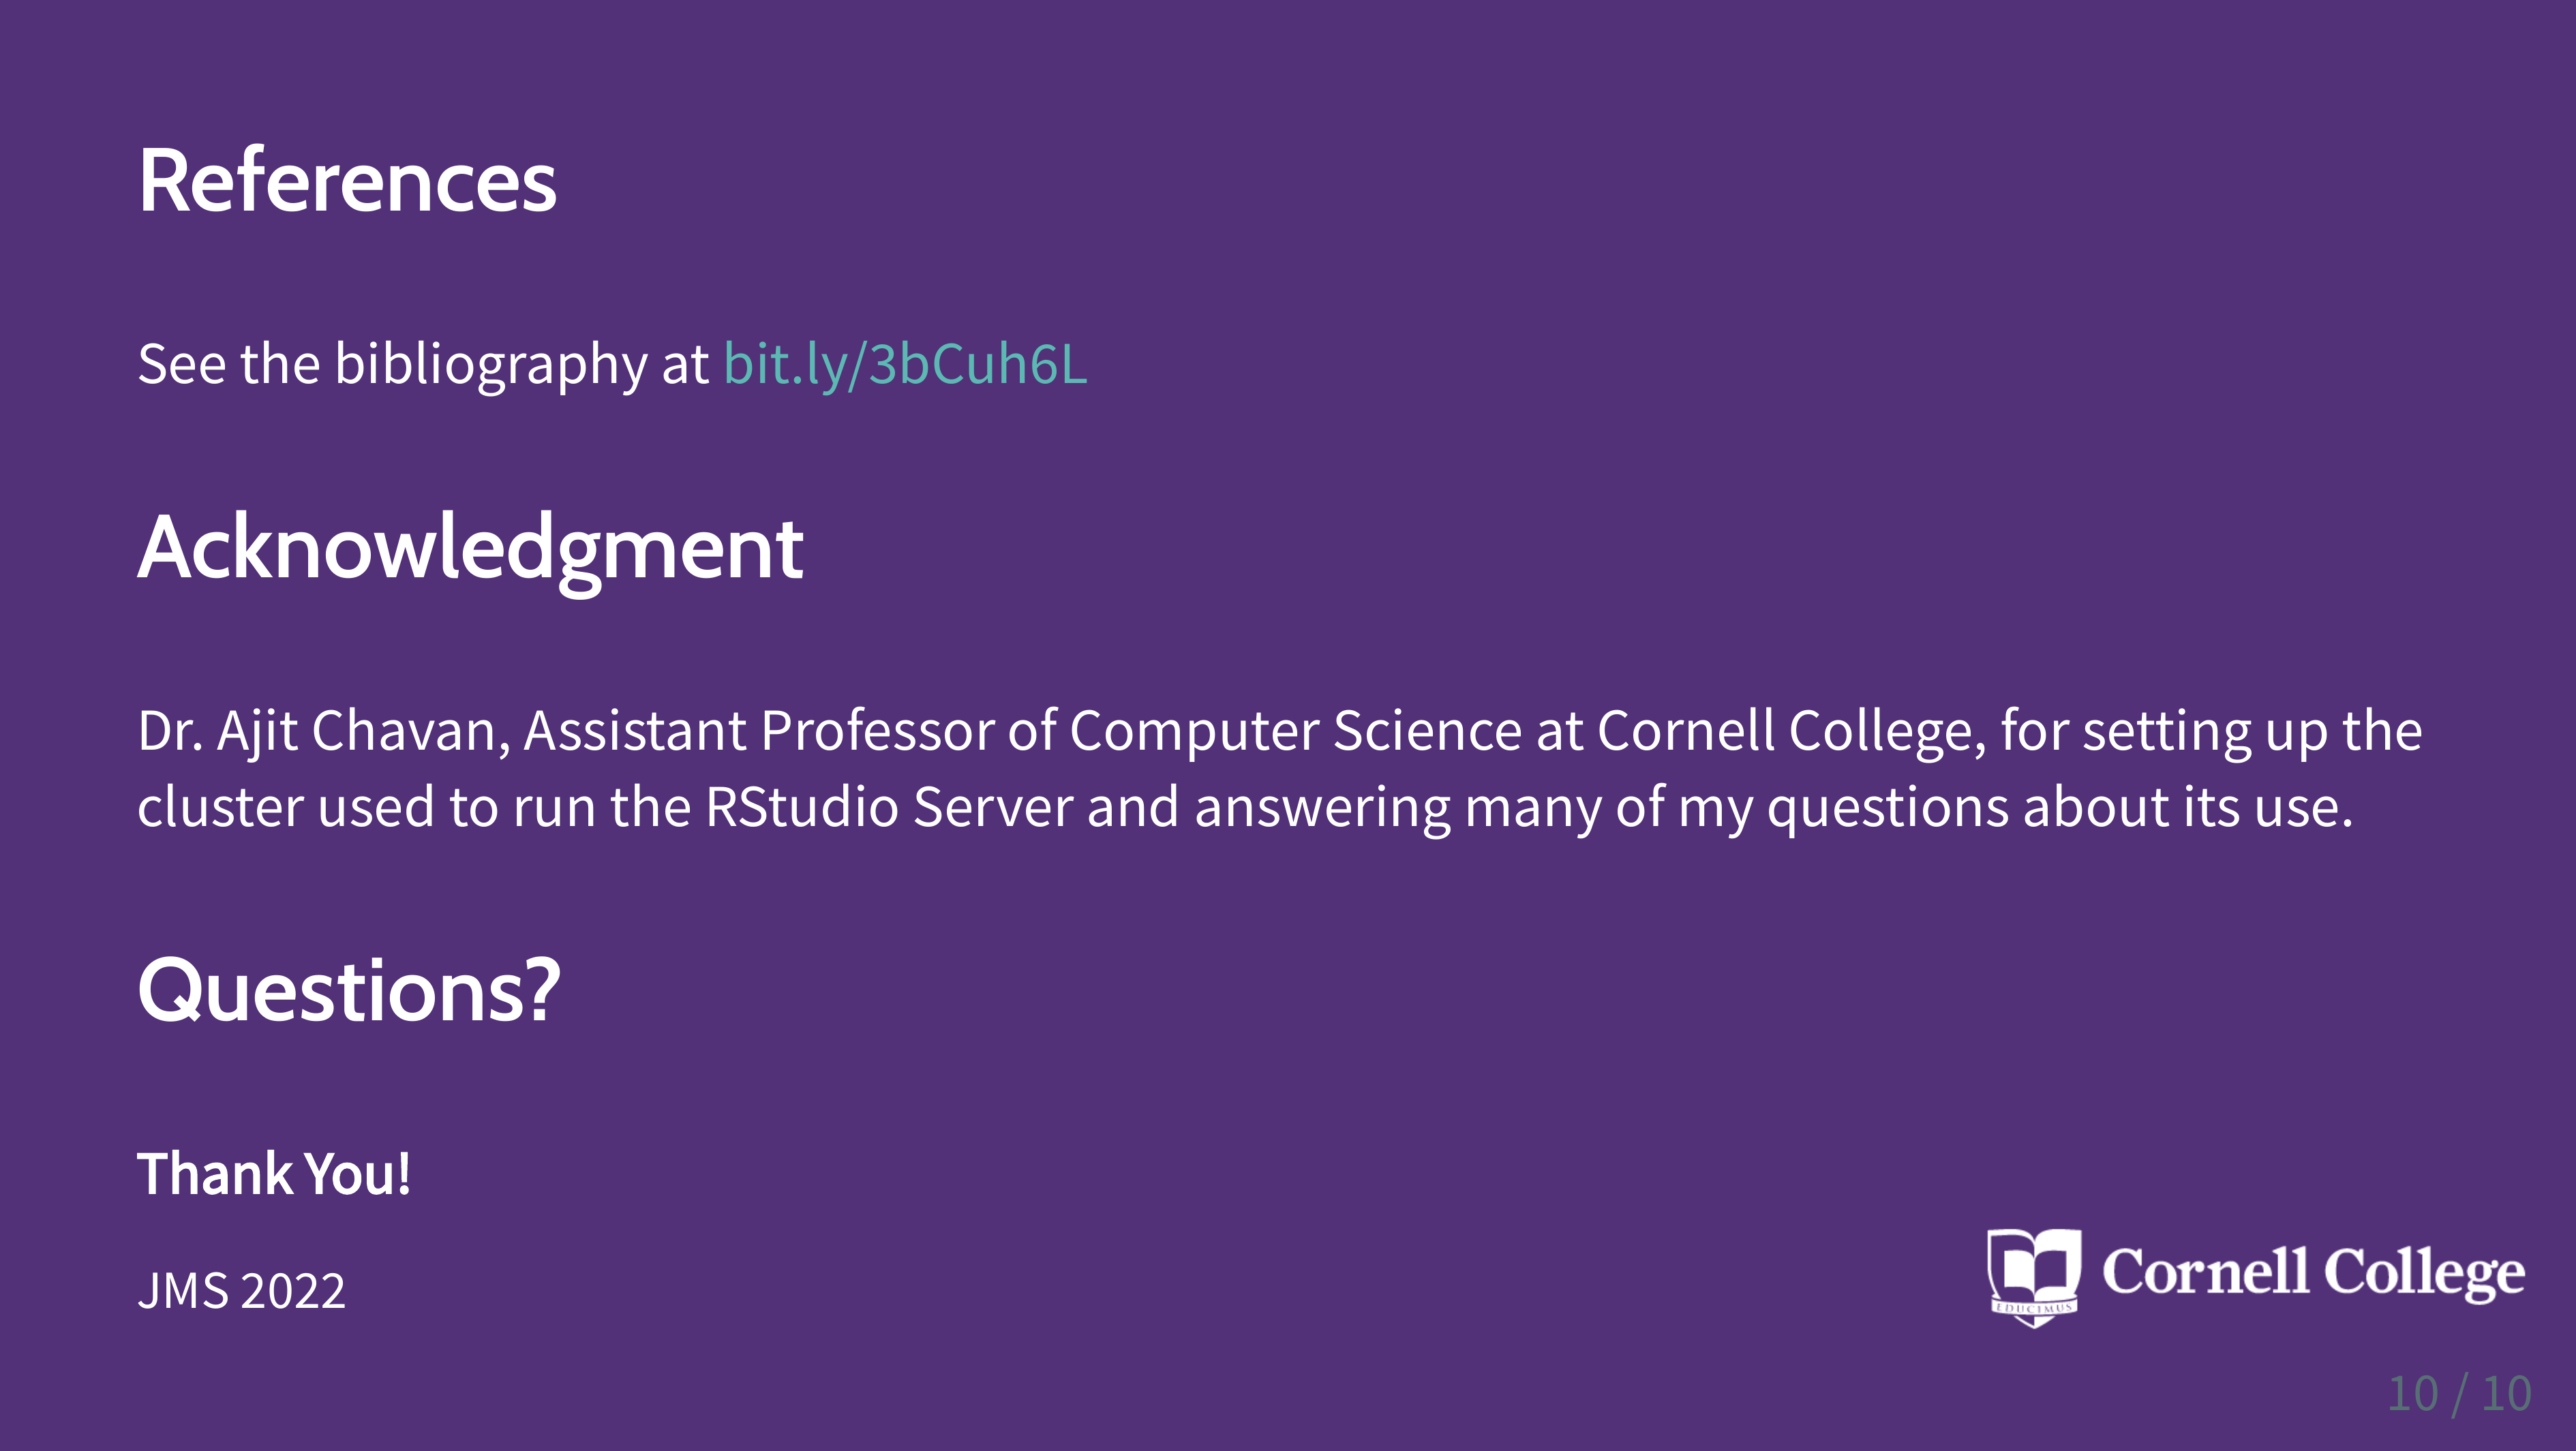 References
See the bibliography at bit.ly/3bCuh6L
Acknowledgment
Dr. Ajit Chavan, Assistant Professor of Computer Science at Cornell College, for setting up the
cluster used to run the RStudio Server and answering many of my questions about its use.
Questions?
Thank You!
JMS 2022
EDUCIMUS
Cornell College
10 / 10